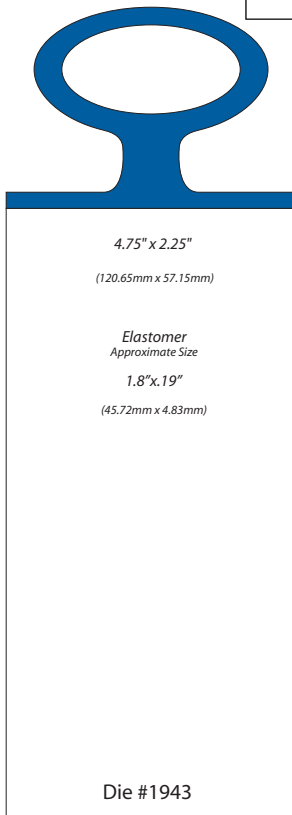 4.75" x 2.25"
(120.65mm x 57.15mm)
Elastomer
Approximate Size
1.8”x.19”
(45.72mm x 4.83mm)
Die #1943